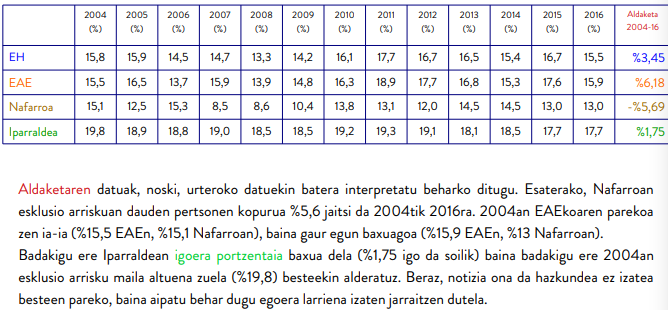 2004 (%) 2005 (%) 2006 (%) 2007 (%) 2008 (%) 2009 (%) 2010 (%) 2011 (%) 2012 (%) 2013 (%) 2014 (%) 2015 (%) 2016 (%) Aldaketa 2004-16
EH 15,8 15,9 14,5 14,7 13,3 14,2 16,1 17,7 16,7 16,5 15,4 16,7 15,5 %3,45
EAE 15,5 16,5 13,7 15,9 13,9 14,8 16,3 18,9 17,7 16,8 15,3 17,6 15,9 %6,18
Nafarroa 15,1 12,5 15,3 8,5 8,6 10,4 13,8 13,1 12,0 14,5 14,5 13,0 13,0 -%5,69
Iparraldea 19,8 18,9 18,8 19,0 18,5 18,5 19,2 19,3 19,1 18,1 18,5 17,7 17,7 %1,75
Aldaketaren datuak, noski, urteroko datuekin batera interpretatu beharko ditugu. Esaterako, Nafarroan
esklusio arriskuan dauden pertsonen kopurua %5,6 jaitsi da 2004tik 2016ra. 2004an EAEkoaren parekoa
zen ia-ia (%15,5 EAEn, %15,1 Nafarroan), baina gaur egun baxuagoa (%15,9 EAEn, %13 Nafarroan).
Badakigu ere Iparraldean igoera portzentaia baxua dela (%1,75 igo da soilik) baina badakigu ere 2004an
esklusio arrisku maila altuena zuela (%19,8) besteekin alderatuz. Beraz, notizia ona da hazkundea ez izatea
besteen pareko, baina aipatu behar dugu egoera larriena izaten jarraitzen dutela.